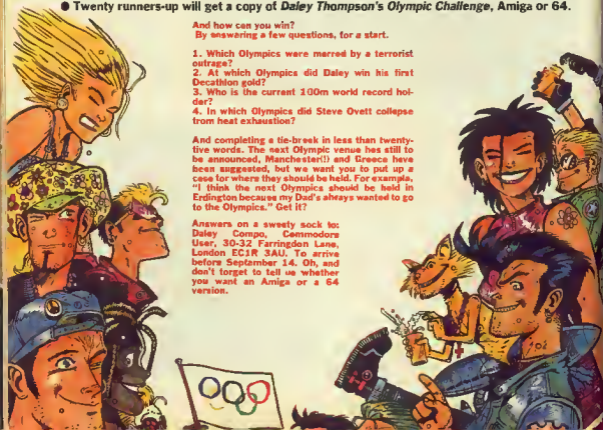 ● Twenty runners-up will get a copy of Daley Thompson's Olympic Challenge, Amiga or 64.
And how can you win?
By answering a few questions, for a start.
1. Which Olympics were marred by a terrorist
outrage?
2. At which Olympics did Daley win his first
Decathlon gold?
3. Who is the current 100m world record hol-
der?
4. In which Olympics did Steve Ovett collapse
from heat exhaustion?
And completing a tie-break in less than twenty-
five words. The next Olympic venue has still to
be announced, Manchester(!) and Greece have
been suggested, but we want you to put up a
case for where they should be held. For example,
"I think the next Olympics should be held in
Erdington because my Dad's always wanted to go
to the Olympics." Get it?
Answers on a sweaty sock to:
Daley Compo, Commodore
User, 30-32 Farringdon Lane,
London EC1R 3AU. To arrive
before September 14. Oh, and
don't forget to tell us whether
you want an Amiga or a 64
version.